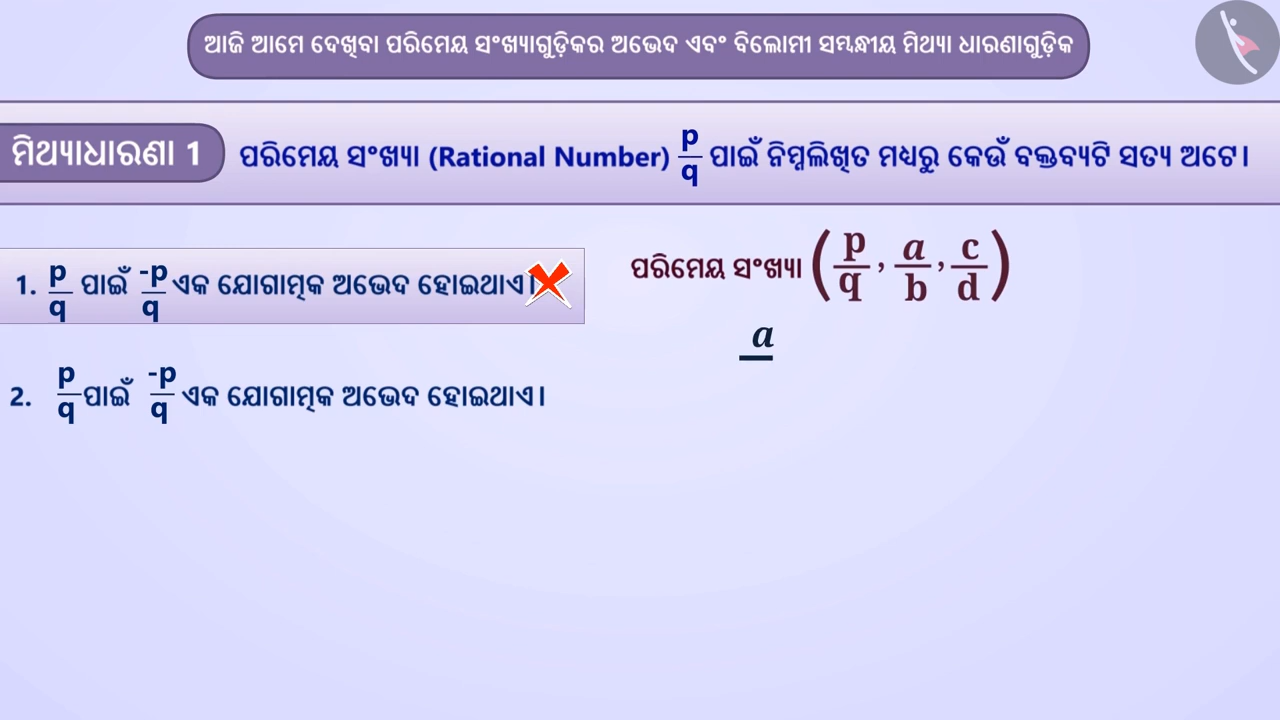 ଆଜି ଆମେ ଦେଖିବା ପରିମେୟ ସଂଖ୍ୟାଗୁଡ଼ିକର ଅଭେଦ ଏବଂ ବିଲୋମୀ ସମ୍ଭନ୍ଧୀୟ ମିଥ୍ୟା ଧାରଣାଗୁଡ଼ିକ
ମିଥ୍ୟାଧାରଣା 1 ପରିମେୟ ସଂଖ୍ୟା (Rational Number) p/q ପାଇଁ ନିମ୍ନଲିଖିତ ମଧ୍ୟରୁ କେଉଁ ବକ୍ତବ୍ୟଟି ସତ୍ୟ ଅଟେ।
1. p/q ପାଇଁ -p/q ଏକ ଯୋଗାତ୍ମକ ଅଭେଦ ହୋଇଥାଏ।
ପରିମେୟ ସଂଖ୍ୟା (p/q, a/b, c/d)
a
2. p/q ପାଇଁ -p/q ଏକ ଯୋଗାତ୍ମକ ଅଭେଦ ହୋଇଥାଏ।